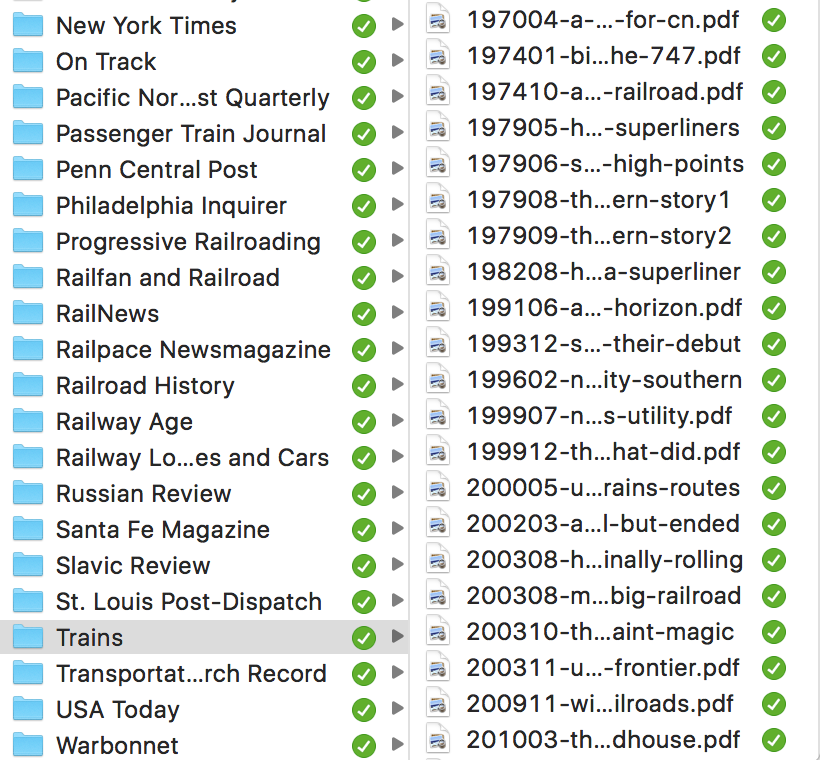 New York Times
On Track
Pacific Nor...st Quarterly
Passenger Train Journal
Penn Central Post
Philadelphia Inquirer
Progressive Railroading
Railfan and Railroad
RailNews
Railpace Newsmagazine
Railroad History
Railway Age
Railway Lo...es and Cars
Russian Review
Santa Fe Magazine
Slavic Review
St. Louis Post-Dispatch
Trains
Transportat...rch Record
USA Today
Warbonnet
197004-a-...-for-cn.pdf
197401-bi...he-747.pdf
197410-a...-railroad.pdf
197905-h...-superliners
197906-s...-high-points
197908-th...ern-story1
197909-th...ern-story2
198208-h...a-superliner
199106-a...-horizon.pdf
199312-s...-their-debut
199602-n...ity-southern
199907-n...s-utility.pdf
199912-th...hat-did.pdf
200005-u...rains-routes
200203-a...l-but-ended
200308-h...inally-rolling
200308-m...big-railroad
200310-th...aint-magic
200311-u...-frontier.pdf
200911-wi...ilroads.pdf
201003-th...dhouse.pdf